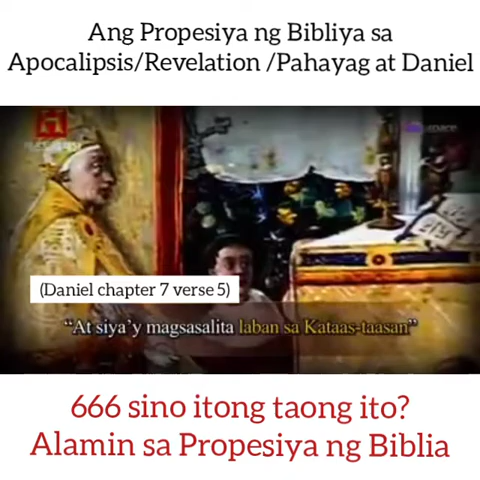 Ang Propesiya ng Bibliya sa
Apocalipsis/Revelation /Pahayag at Daniel
H
space
(Daniel chapter 7 verse 5)
“At siya’y magsasalita laban sa Kataas-taasan”
666 sino itong taong ito?
Alamin sa Propesiya ng Biblia